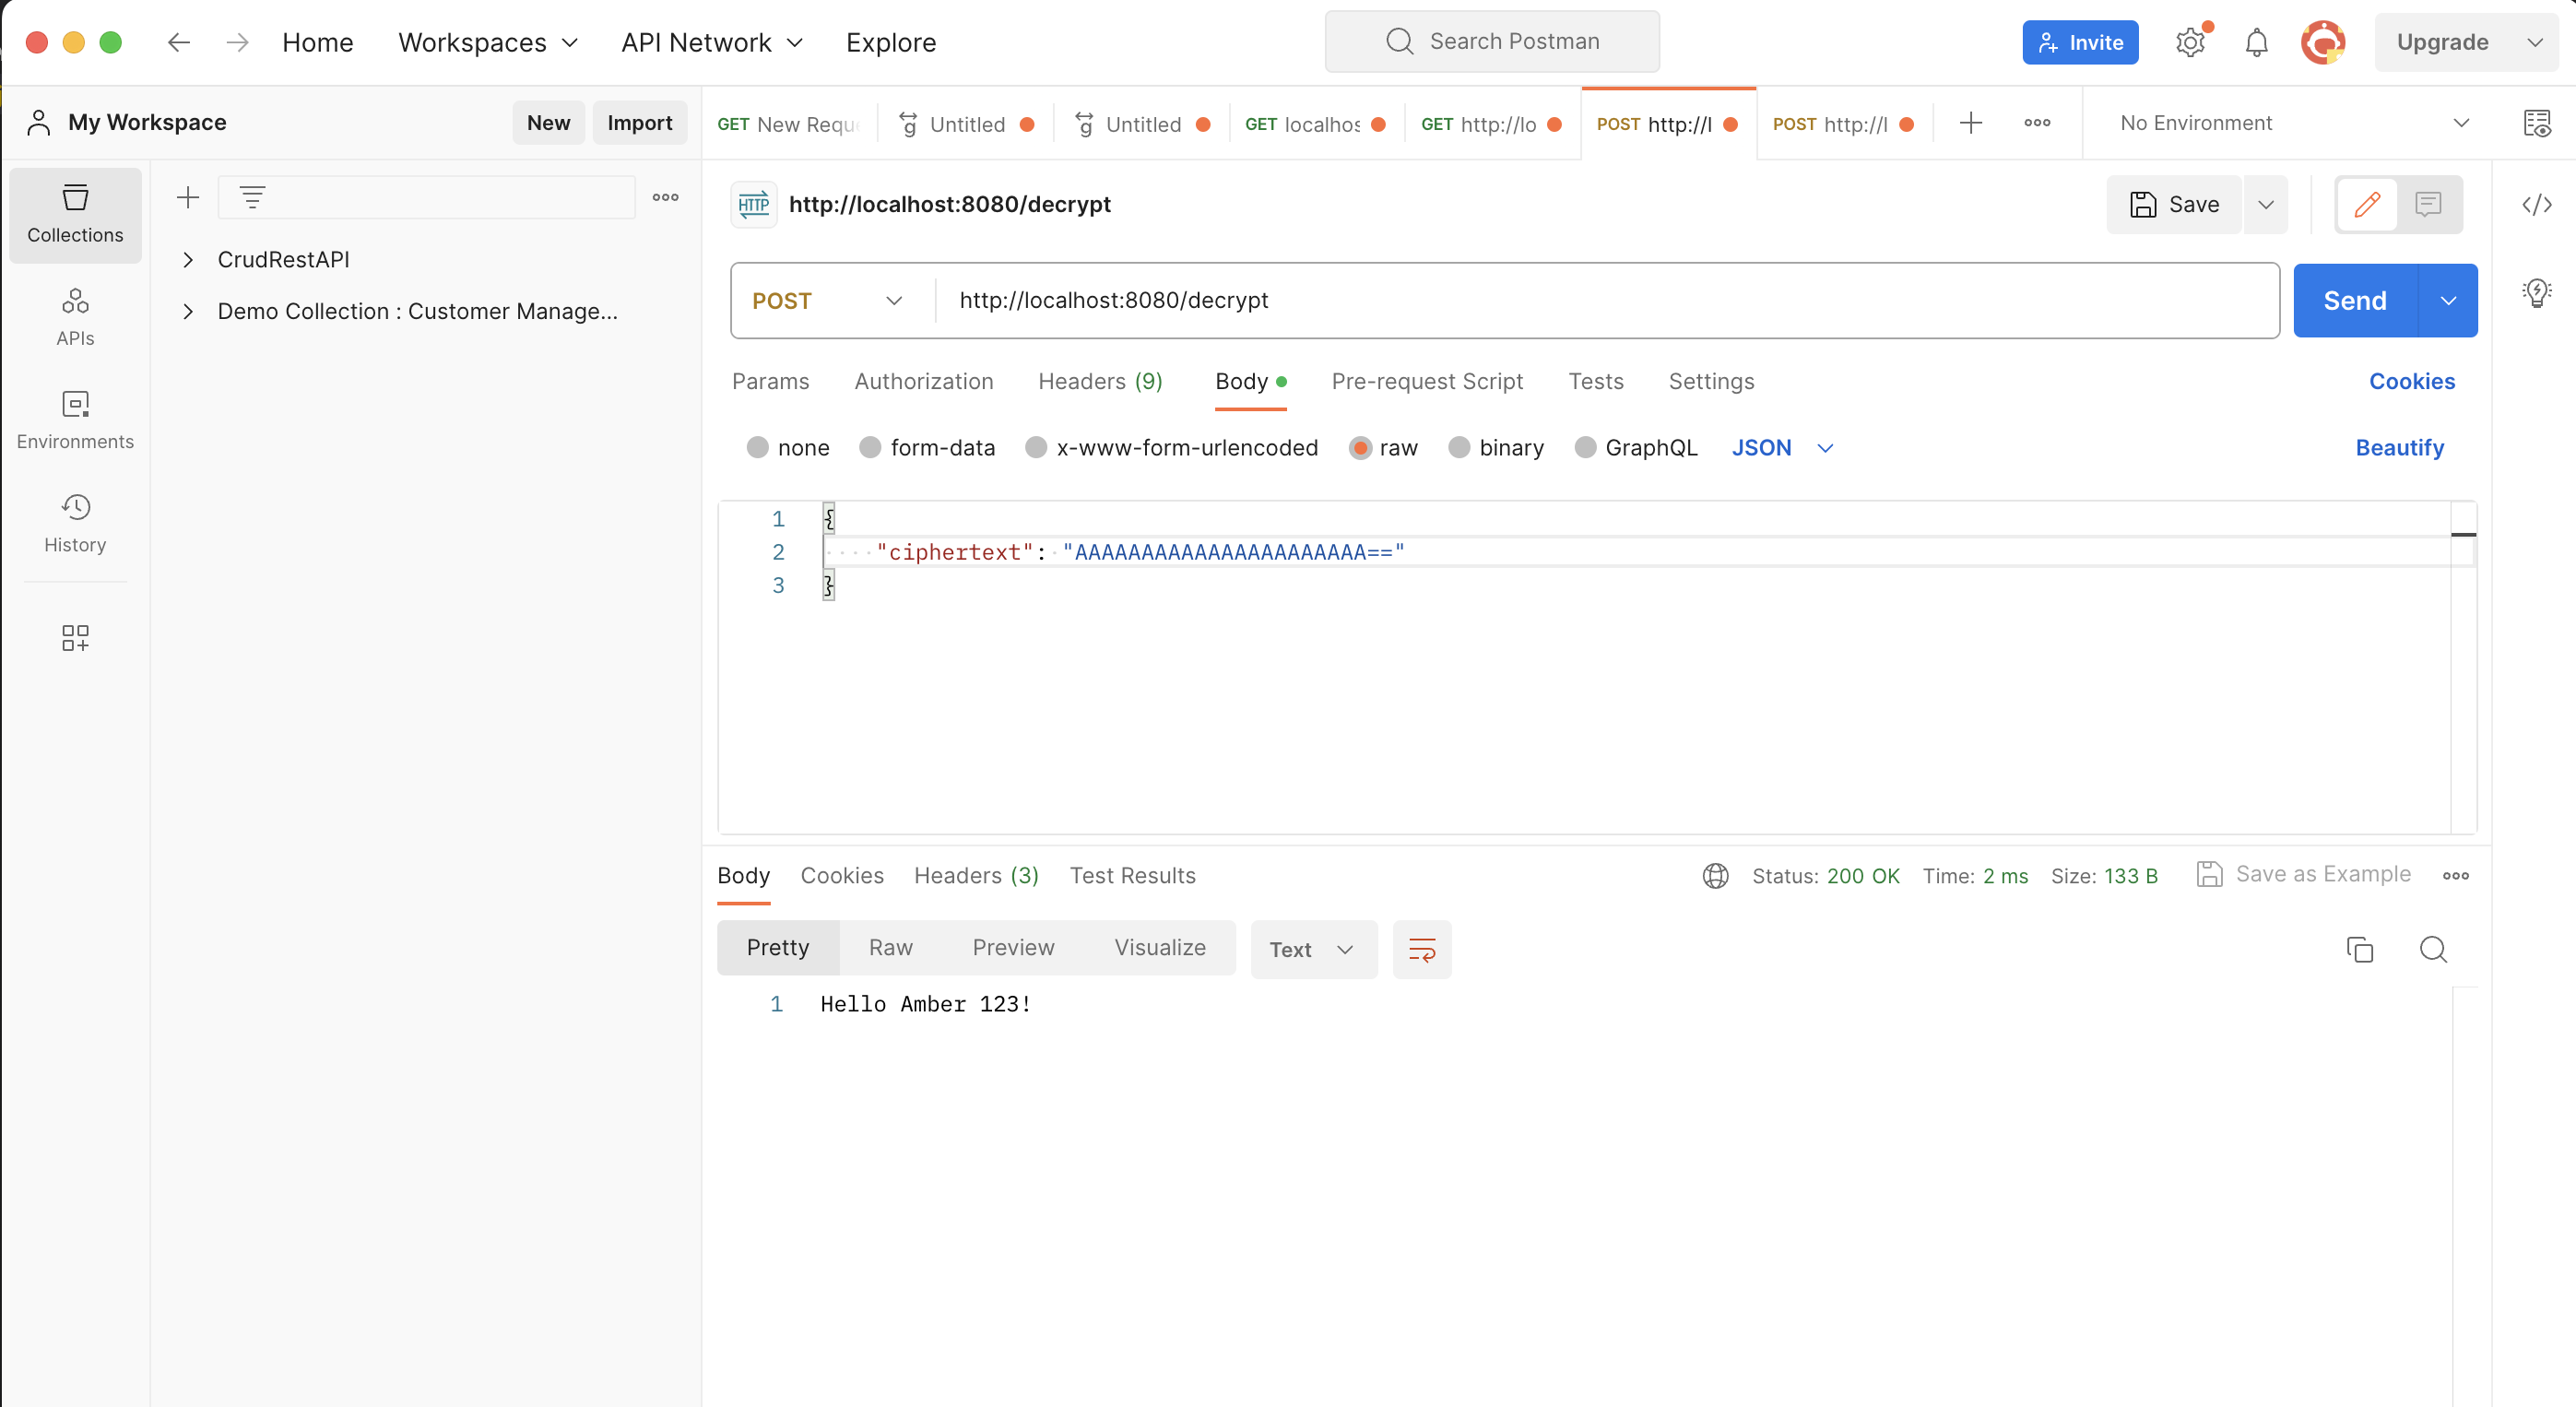 Home Workspaces API Network Explore Search Postman Invite Upgrade
My Workspace New Import GET New Requ Untitled Untitled GET localhos GET http://lo POST http://l POST http://l No Environment
Collections
APIs
Environments
History
CrudRestAPI
Demo Collection : Customer Manage...
HTTP http://localhost:8080/decrypt Save
POST http://localhost:8080/decrypt Send
Params Authorization Headers (9) Body Pre-request Script Tests Settings Cookies
none form-data x-www-form-urlencoded raw binary GraphQL JSON Beautify
1 {
2 "ciphertext": "AAAAAAAAAAAAAAAAAAAAAA=="
3 }
Body Cookies Headers (3) Test Results Status: 200 OK Time: 2 ms Size: 133 B Save as Example
Pretty Raw Preview Visualize Text
1 Hello Amber 123!